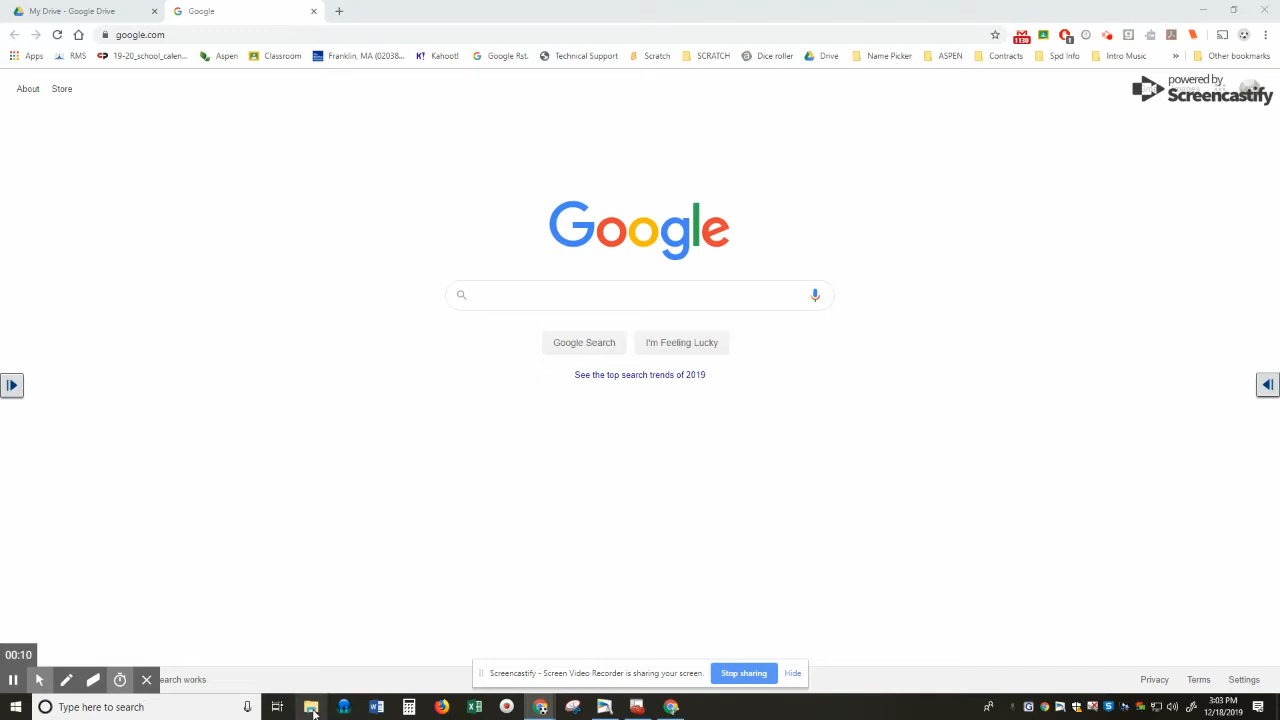 My Drive - Google Drive
Google
google.com
1130
1
Apps RMS 19-20_school_calen... Aspen Classroom Franklin, MA (02038... Kahoot! Google Rst. Technical Support Scratch SCRATCH Dice roller Drive Name Picker ASPEN Contracts Spd Info Intro Music » Other bookmarks
About Store
powered by
Screencastify
Google
Google Search I'm Feeling Lucky
See the top search trends of 2019
00:10
Screencastify - Screen Video Recorder is sharing your screen. Stop sharing Hide
earch works
Privacy Terms Settings
Type here to search
3:03 PM
12/18/2019